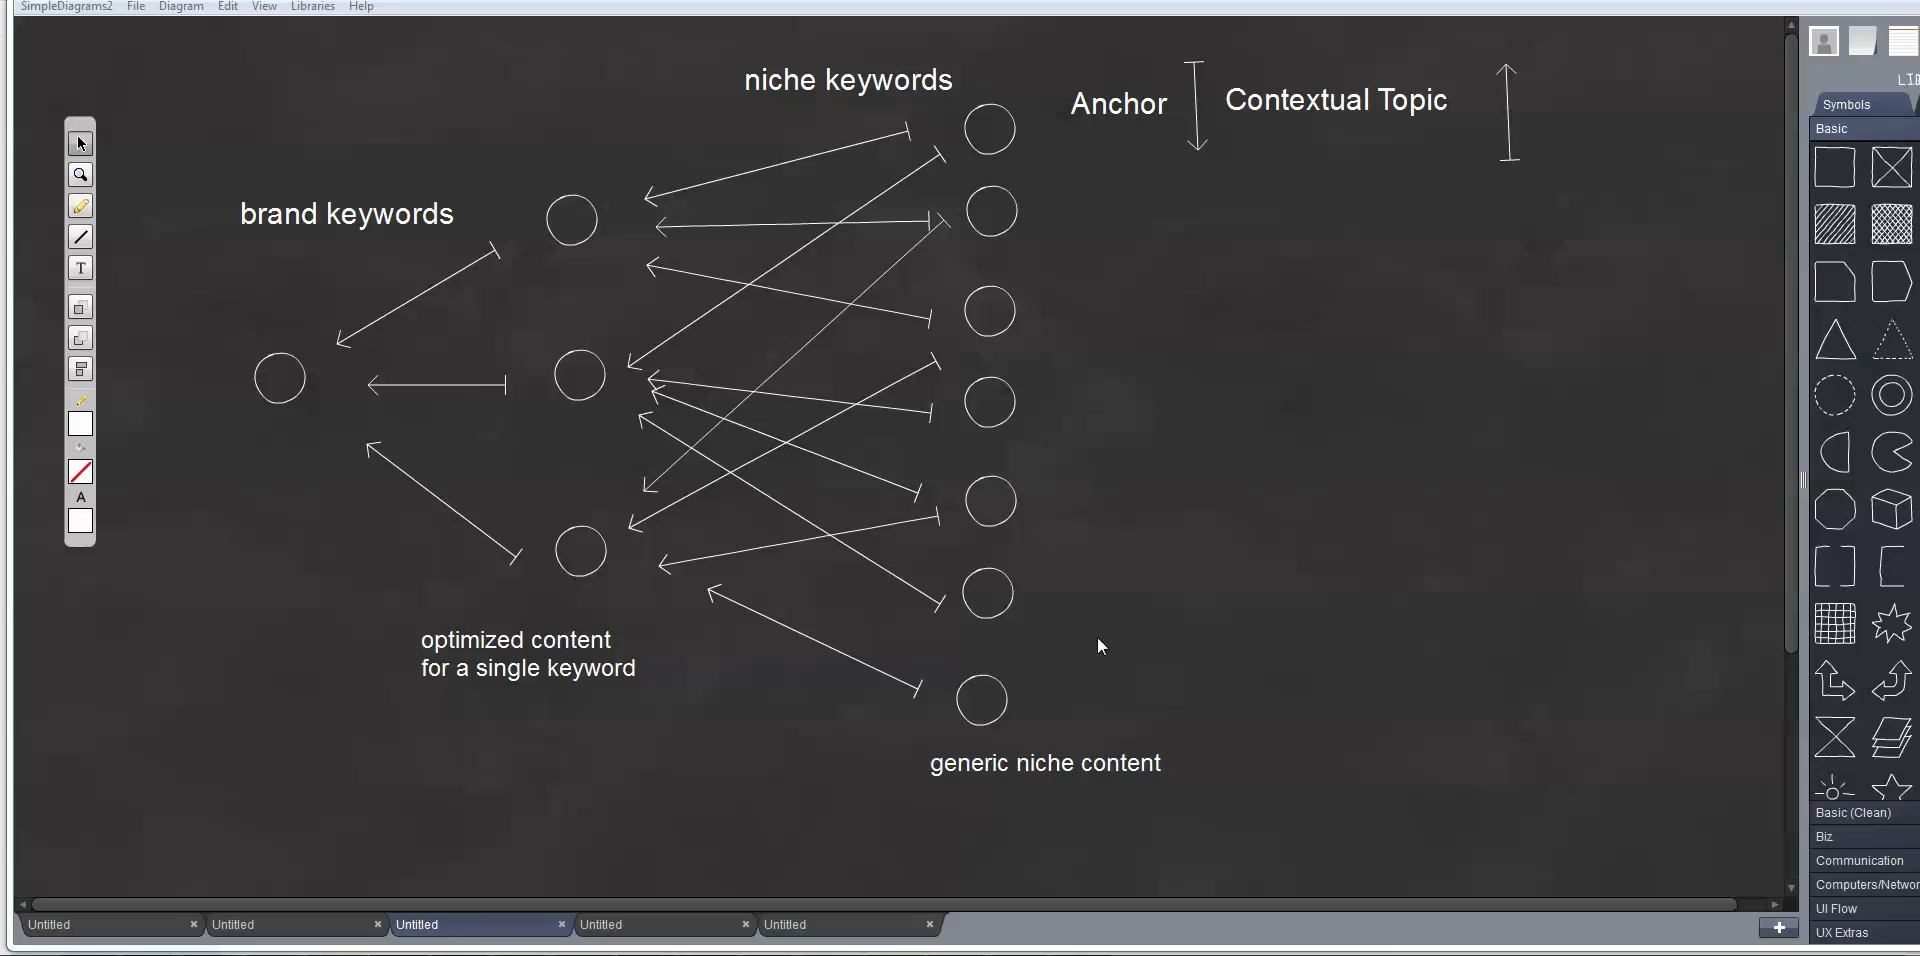 SimpleDiagrams2 File Diagram Edit View Libraries Help
niche keywords
Anchor
Contextual Topic
brand keywords
optimized content
for a single keyword
generic niche content
T
A
Symbols
Basic
Basic (Clean)
Biz
Communication
UI Flow
UX Extras
Untitled
Untitled
Untitled
Untitled
Untitled